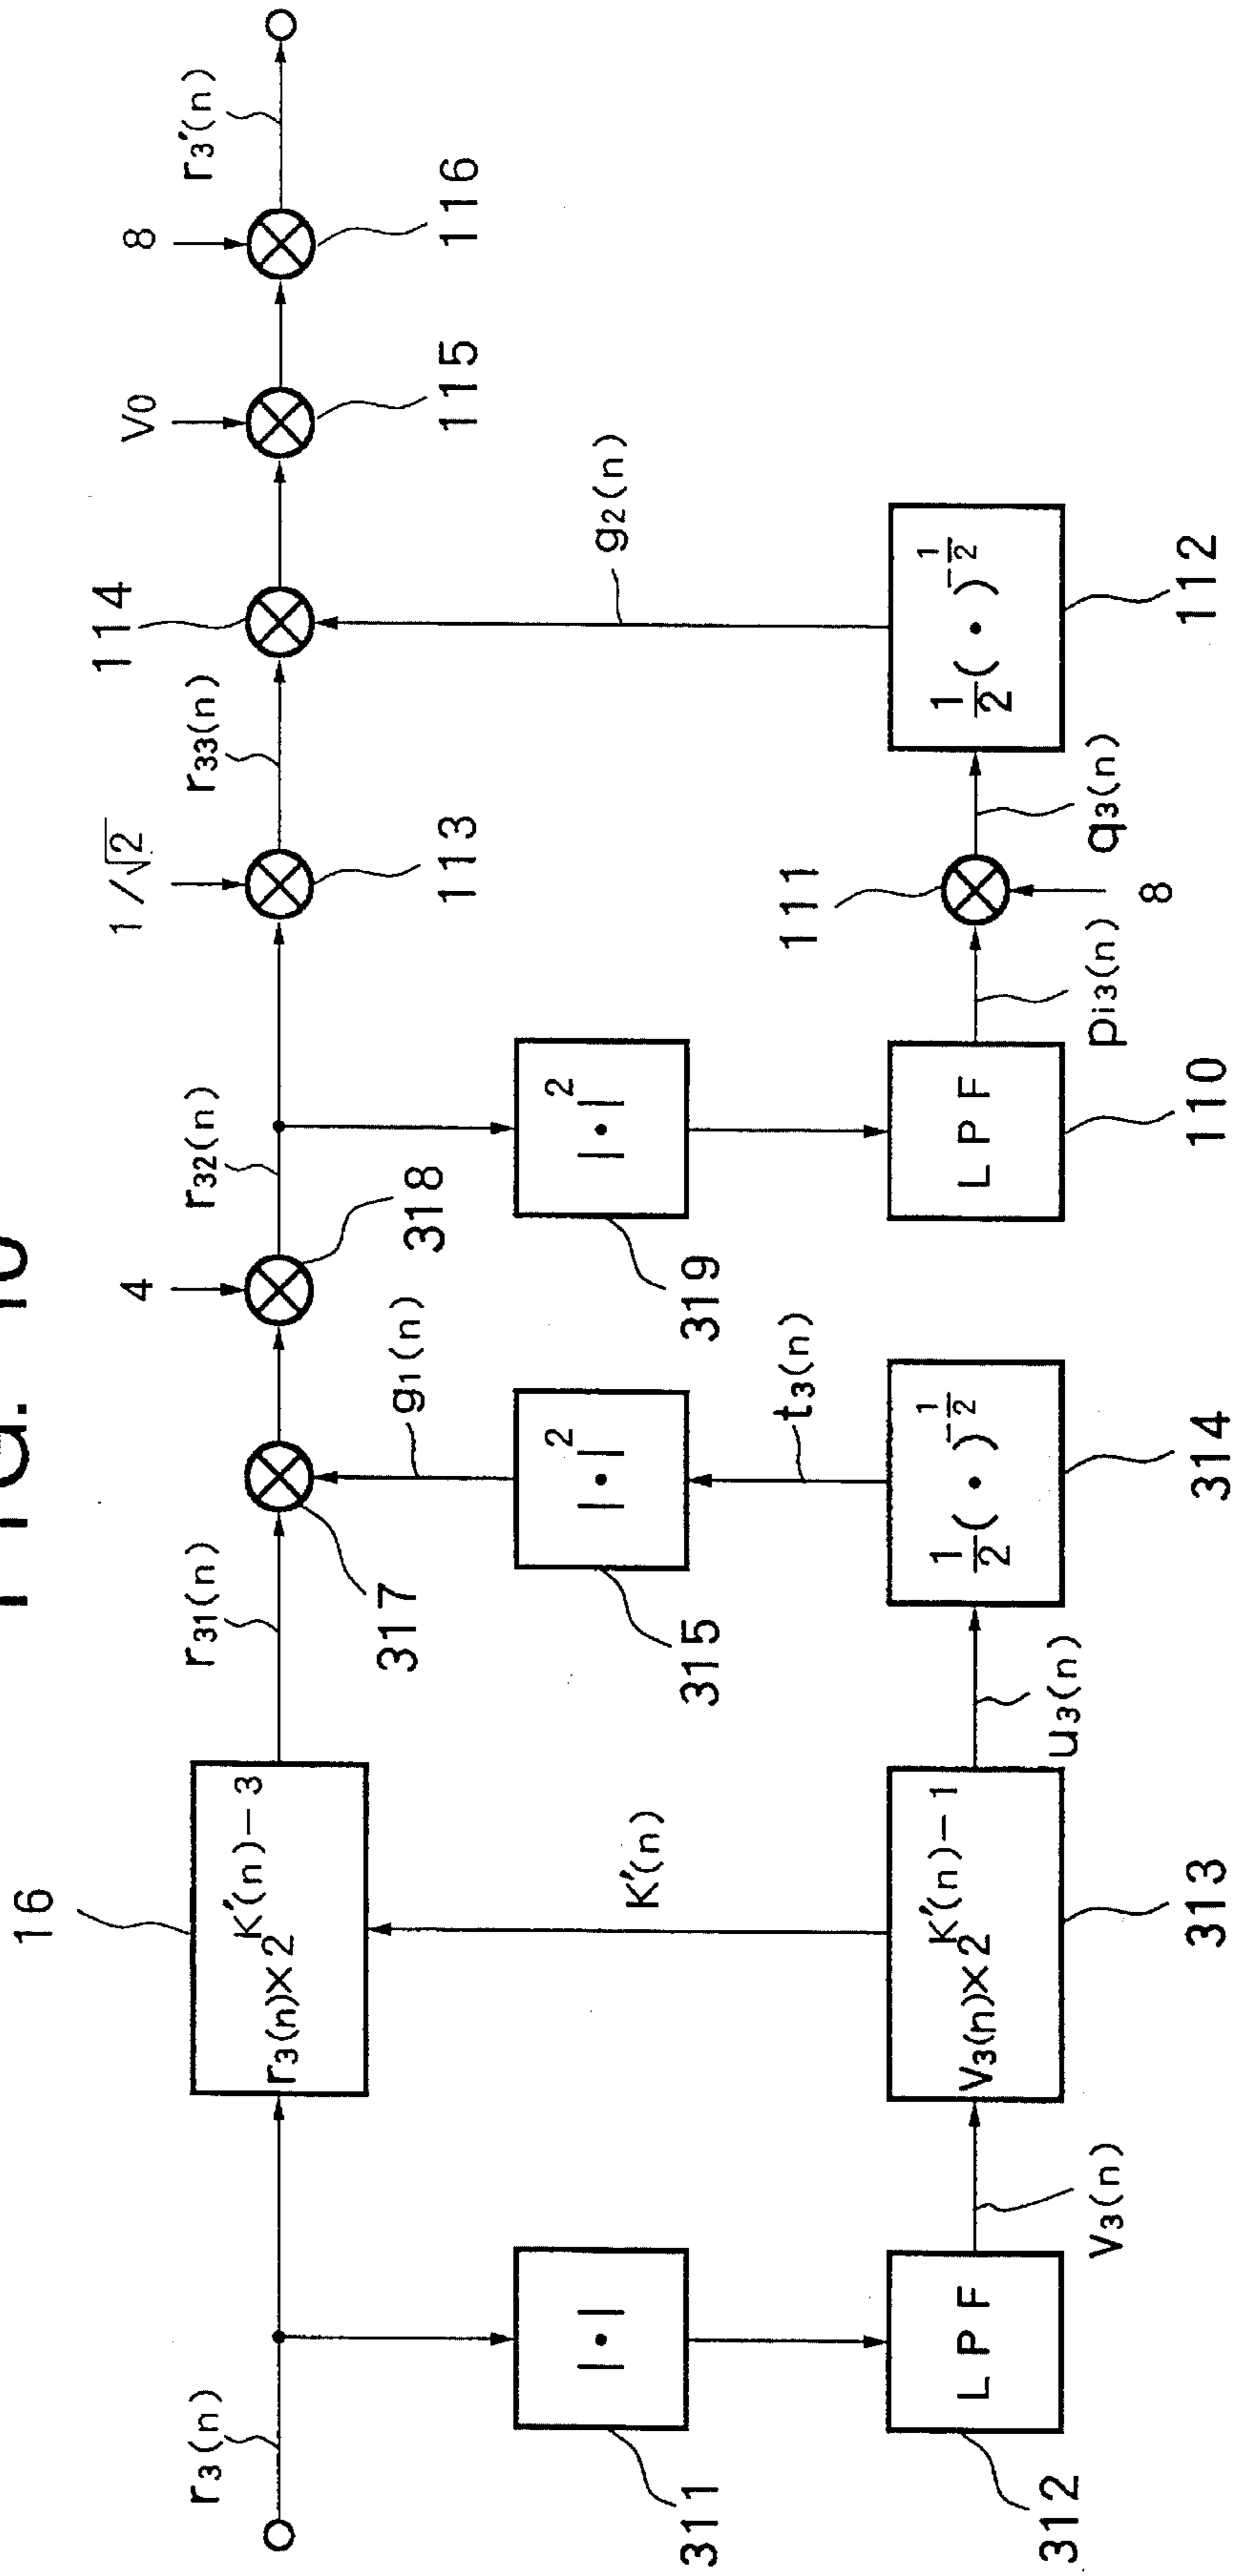 r3(n)
16
r3(n)×2^K'(n)−3
r31(n)
317
4
318
r32(n)
1/√2
113
r33(n)
114
V0
115
8
116
r3'(n)
311
|•|
K'(n)
315
|•|²
g1(n)
319
|•|²
g2(n)
t3(n)
312
LPF
V3(n)
V3(n)×2^K'(n)−1
313
u3(n)
1/2(•)^−1/2
314
LPF
110
pi3(n)
111
8
q3(n)
1/2(•)^−1/2
112